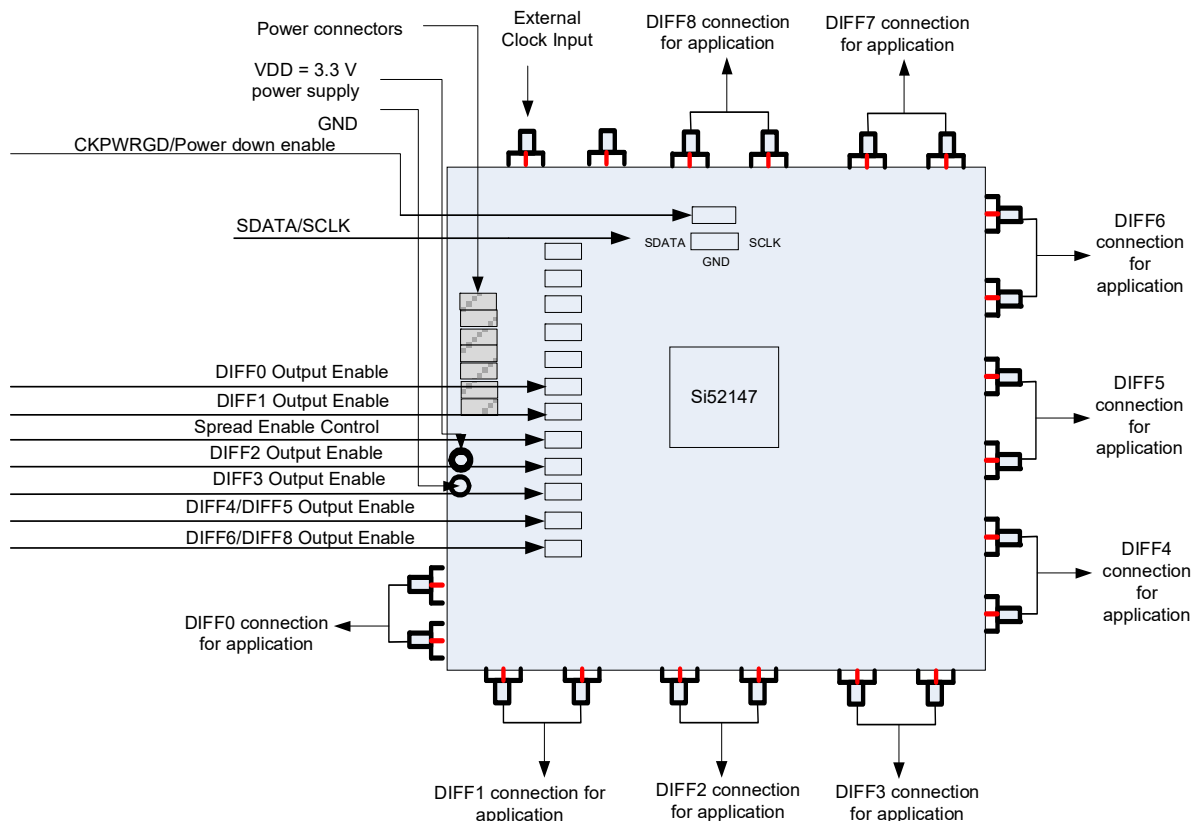 Power connectors
External
Clock Input
DIFF8 connection
for application
DIFF7 connection
for application
VDD = 3.3 V
power supply
GND
CKPWRGD/Power down enable
SDATA/SCLK
SDATA
SCLK
GND
DIFF6
connection
for
application
DIFF0 Output Enable
DIFF1 Output Enable
Spread Enable Control
DIFF2 Output Enable
DIFF3 Output Enable
DIFF4/DIFF5 Output Enable
DIFF6/DIFF8 Output Enable
Si52147
DIFF5
connection
for
application
DIFF4
connection
for
application
DIFF0 connection
for application
DIFF1 connection for
application
DIFF2 connection
for application
DIFF3 connection
for application